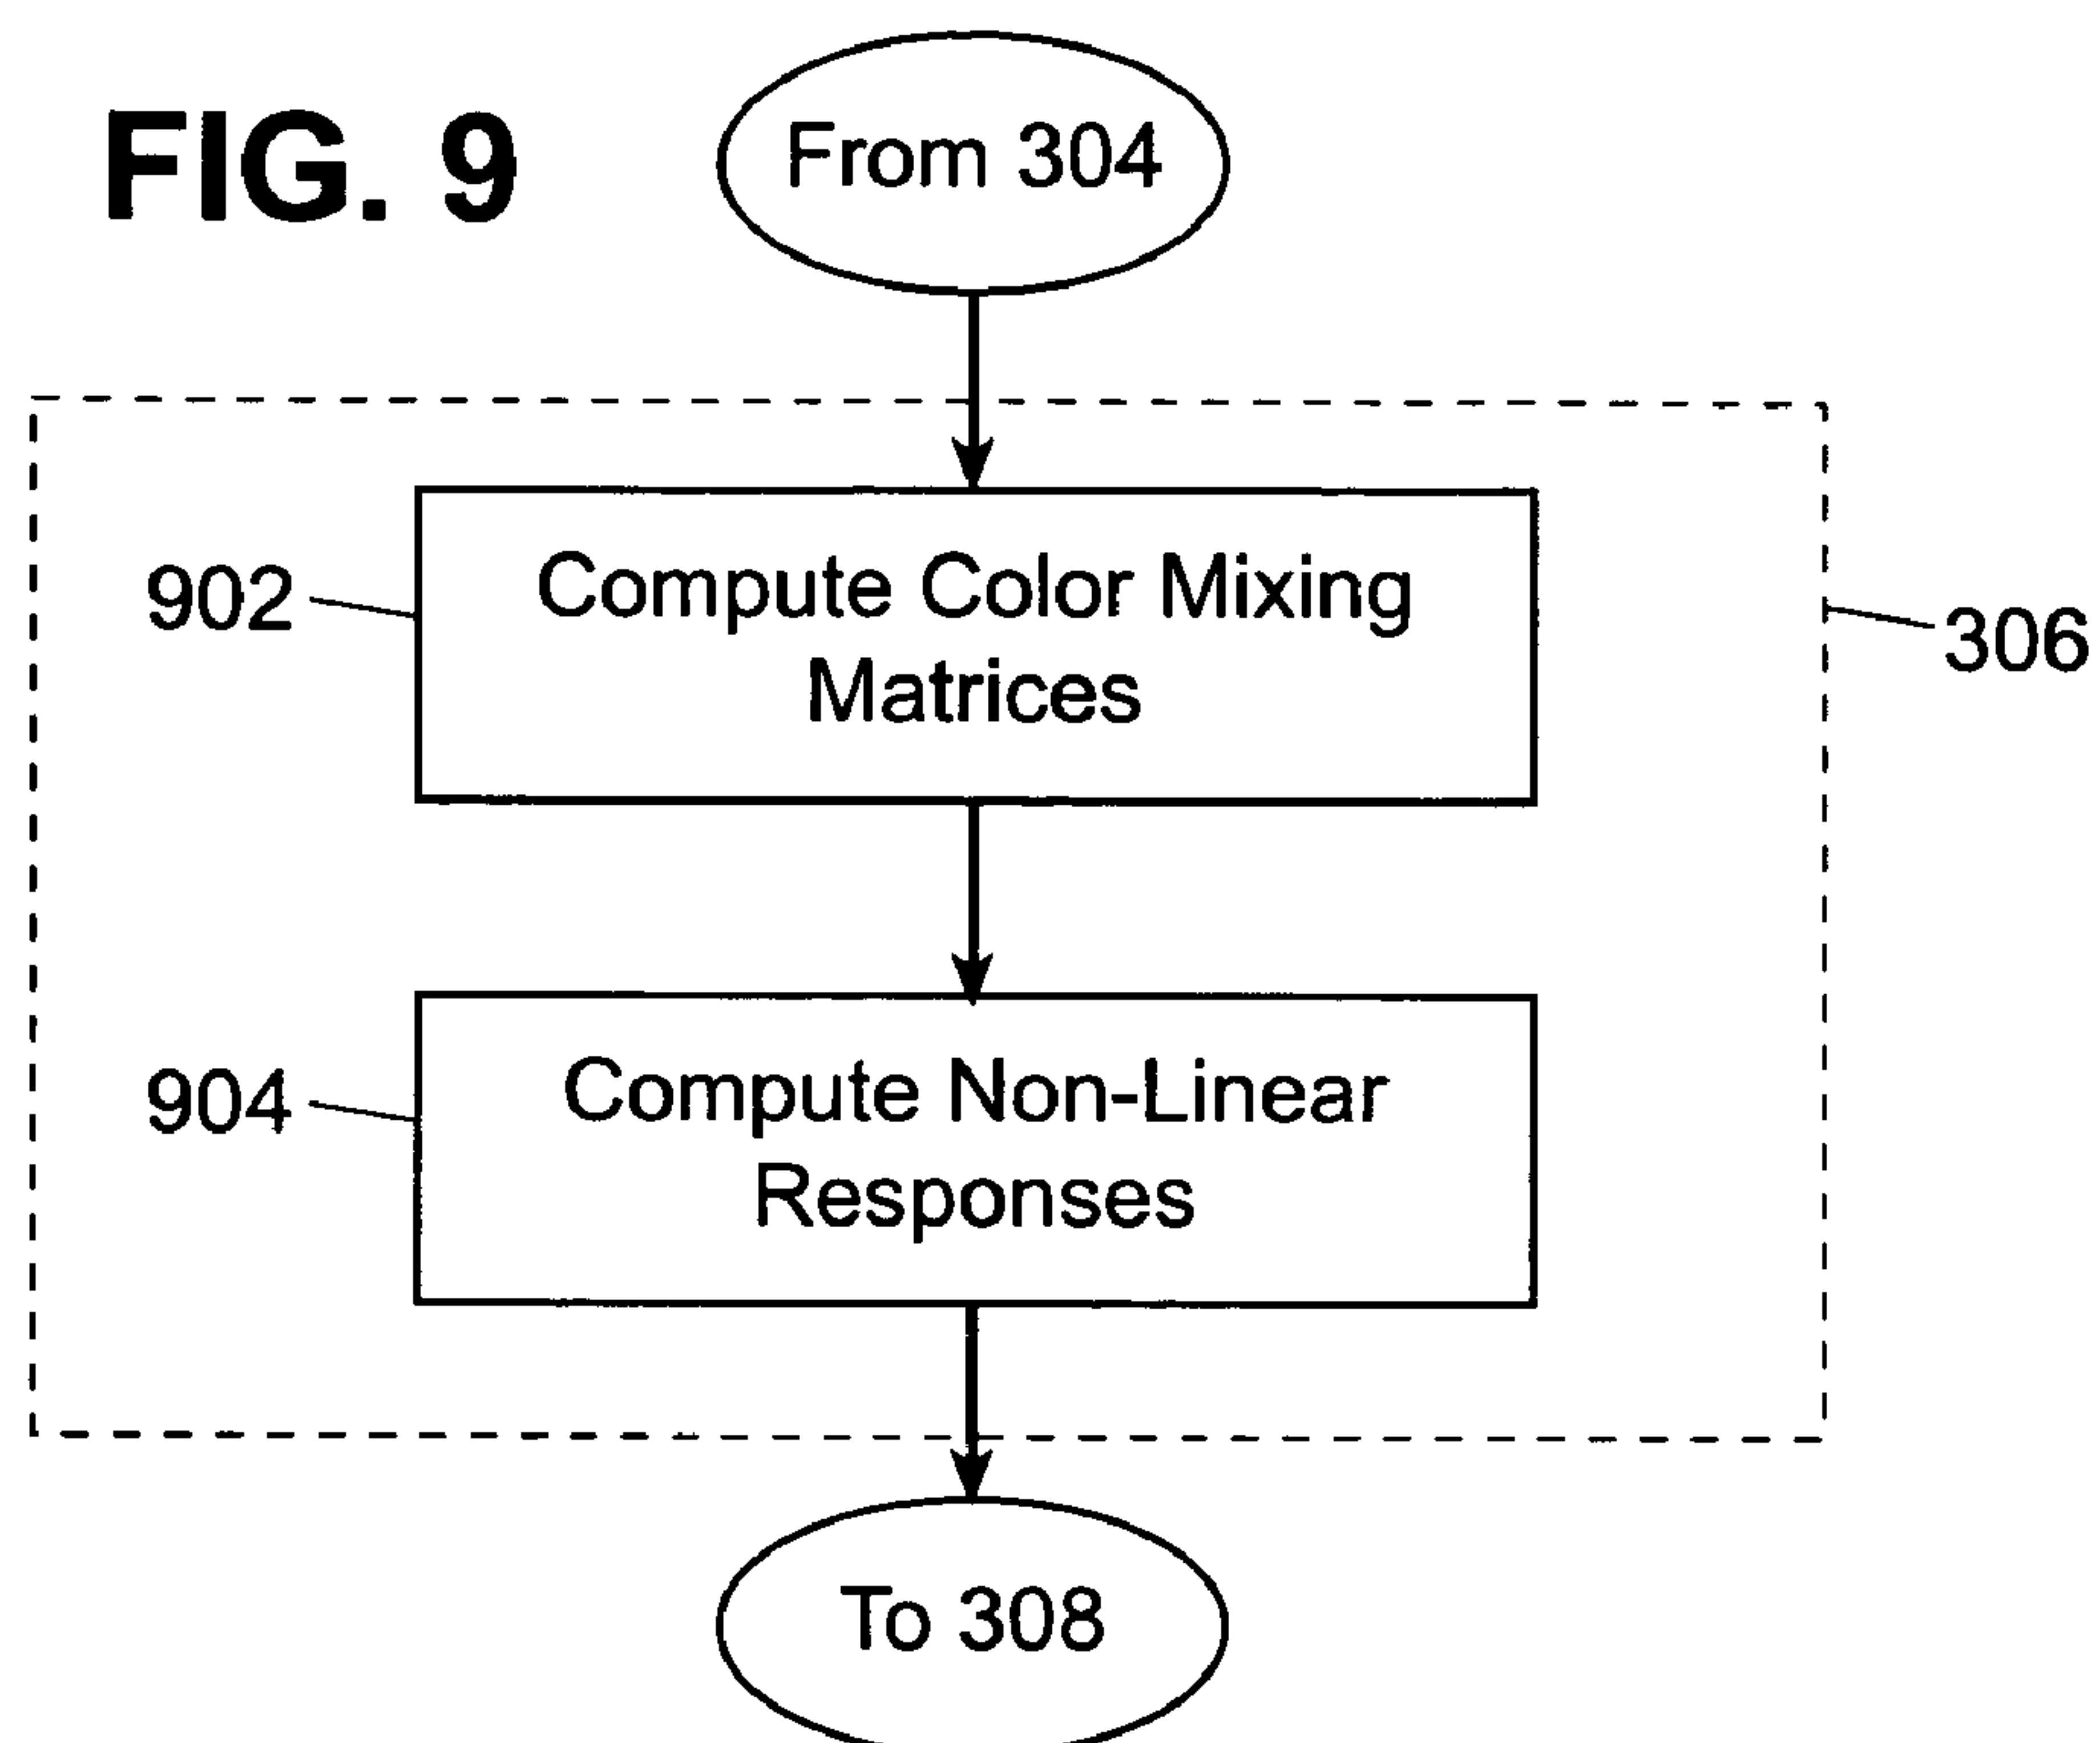 FIG. 9
From 304
902
Compute Color Mixing
Matrices
306
904
Compute Non-Linear
Responses
To 308